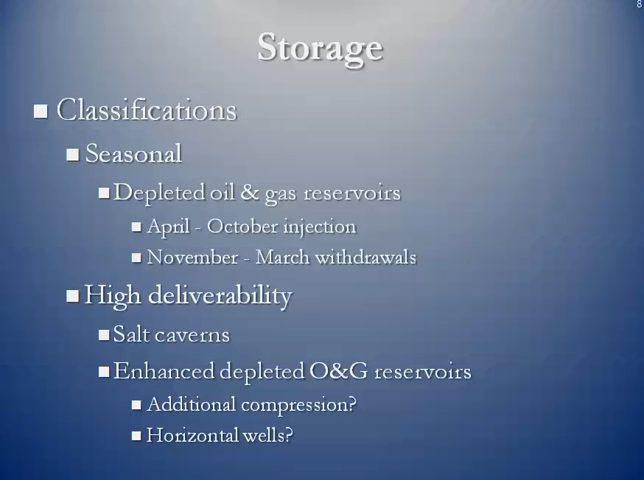 8
Storage
Classifications
Seasonal
Depleted oil & gas reservoirs
April - October injection
November - March withdrawals
High deliverability
Salt caverns
Enhanced depleted O&G reservoirs
Additional compression?
Horizontal wells?